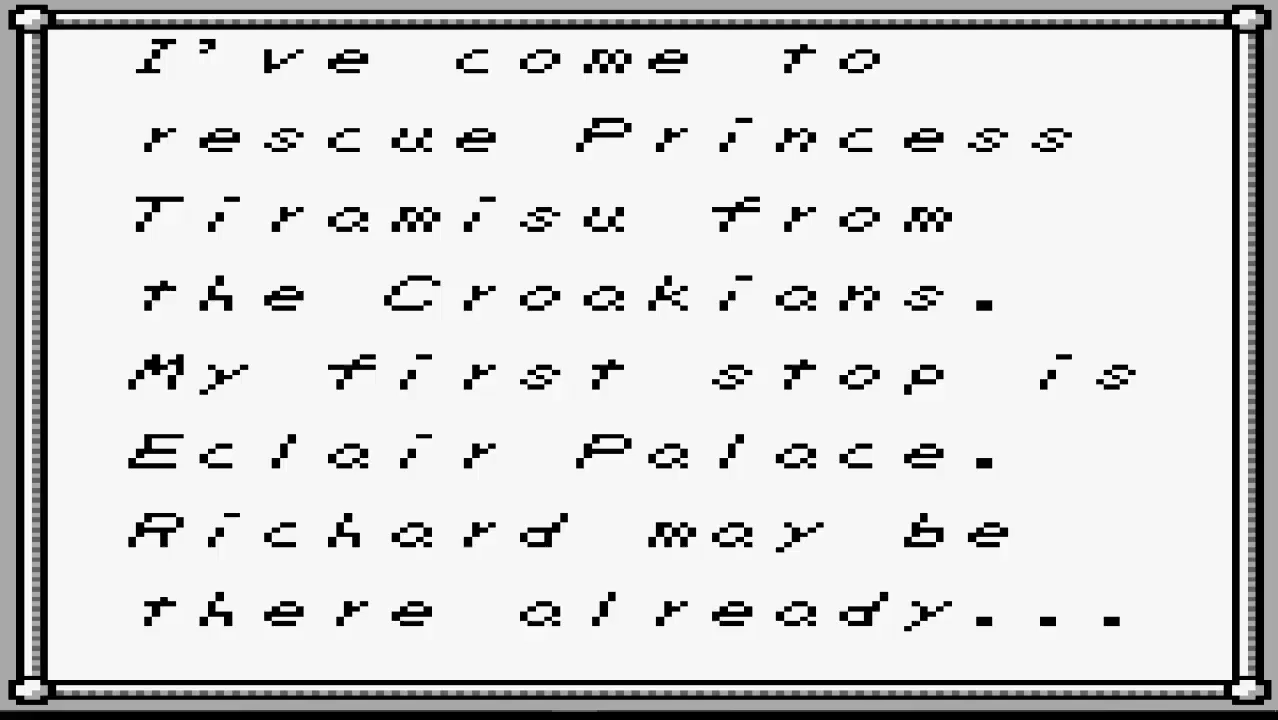 I've come to
rescue Princess
Tiramisu from
the Croakians.
My first stop is
Eclair Palace.
Richard may be
there already...